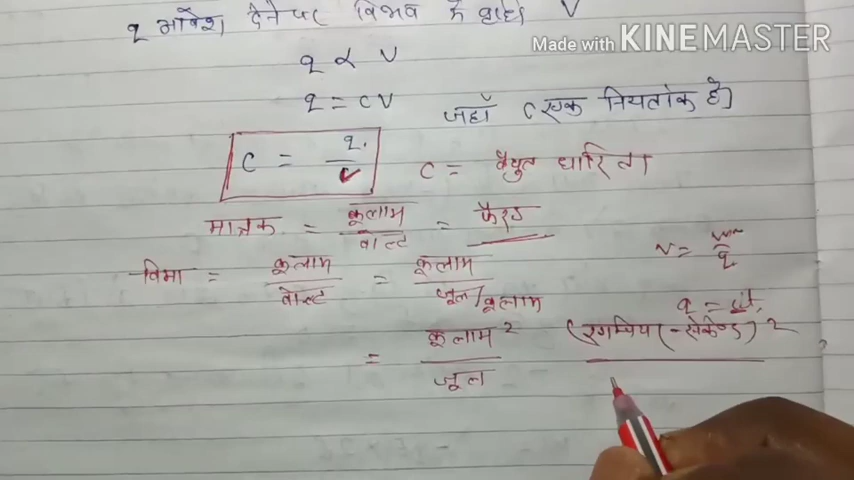 q आवेश देने पर विभव में वृद्धि V
Made with KINEMASTER
q α V
q = CV जहाँ C एक नियतांक है।
C = q/V C = वैद्युत धारिता
मात्रक = कूलाम/वोल्ट = फैरड
विमा = कूलाम/वोल्ट = कूलाम/जूल/कूलाम V = W/q
q = it
= कूलाम²/जूल (एम्पियर-सेकेण्ड)²